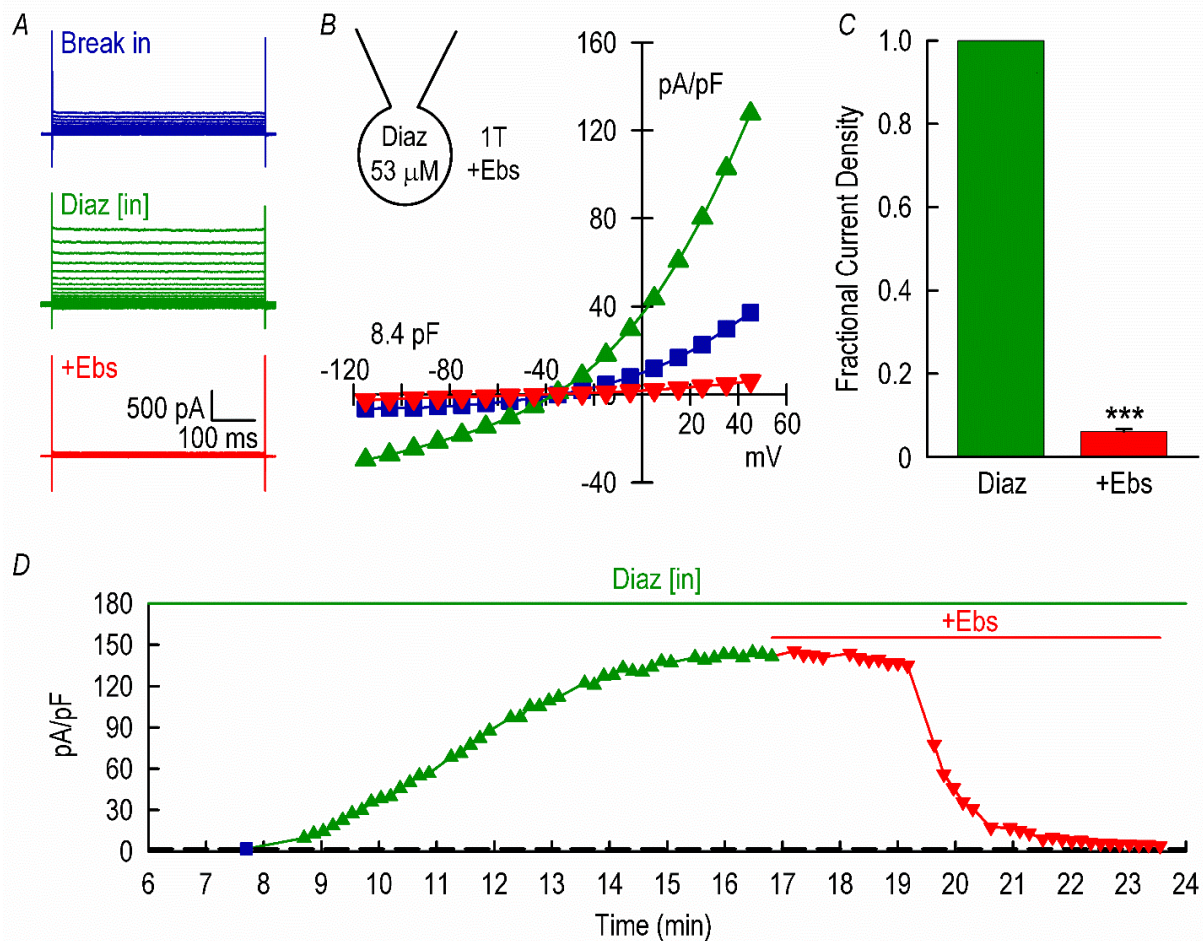 A
Break in
Diaz [in]
+Ebs
500 pA
100 ms
B
Diaz
53 μM
1T
+Ebs
8.4 pF
pA/pF
160
120
80
40
-40
-120
-80
-40
20
40
60
mV
C
Fractional Current Density
1.0
0.8
0.6
0.4
0.2
0
***
Diaz
+Ebs
D
Diaz [in]
+Ebs
pA/pF
180
150
120
90
60
30
0
6 7 8 9 10 11 12 13 14 15 16 17 18 19 20 21 22 23 24
Time (min)